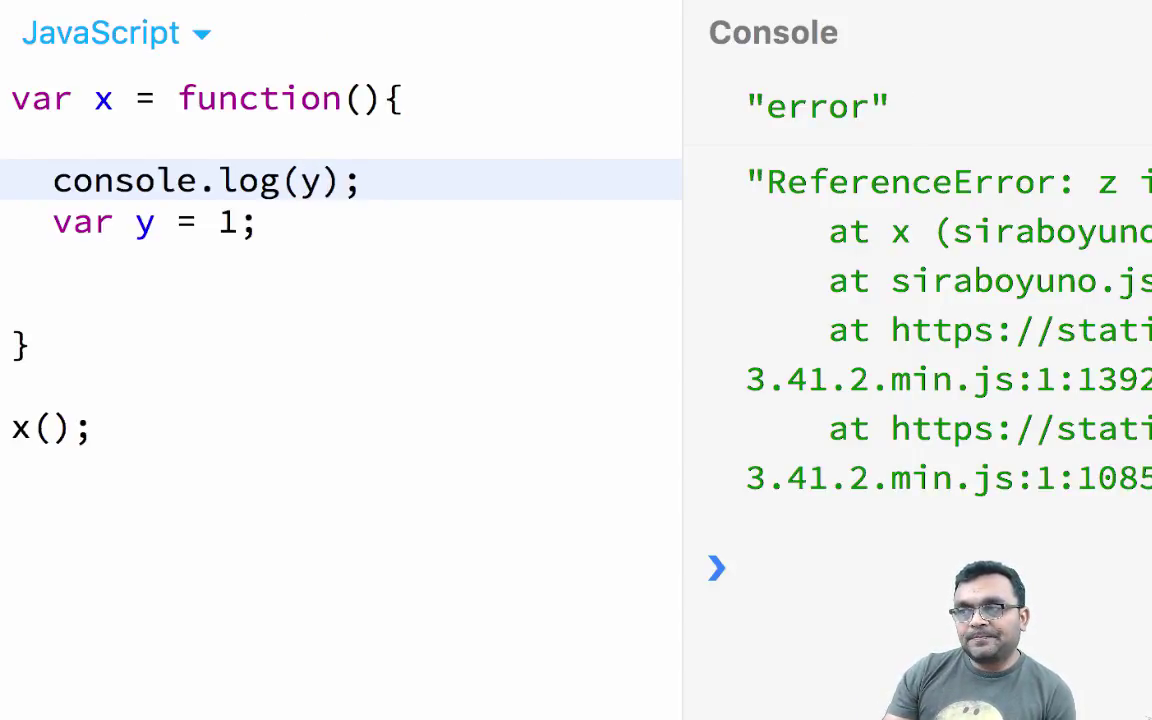 JavaScript
var x = function(){
console.log(y);
var y = 1;
}
x();
Console
"error"
"ReferenceError: z i
at x (siraboyuno
at siraboyuno.js
at https://stati
3.41.2.min.js:1:1392
at https://stati
3.41.2.min.js:1:1085